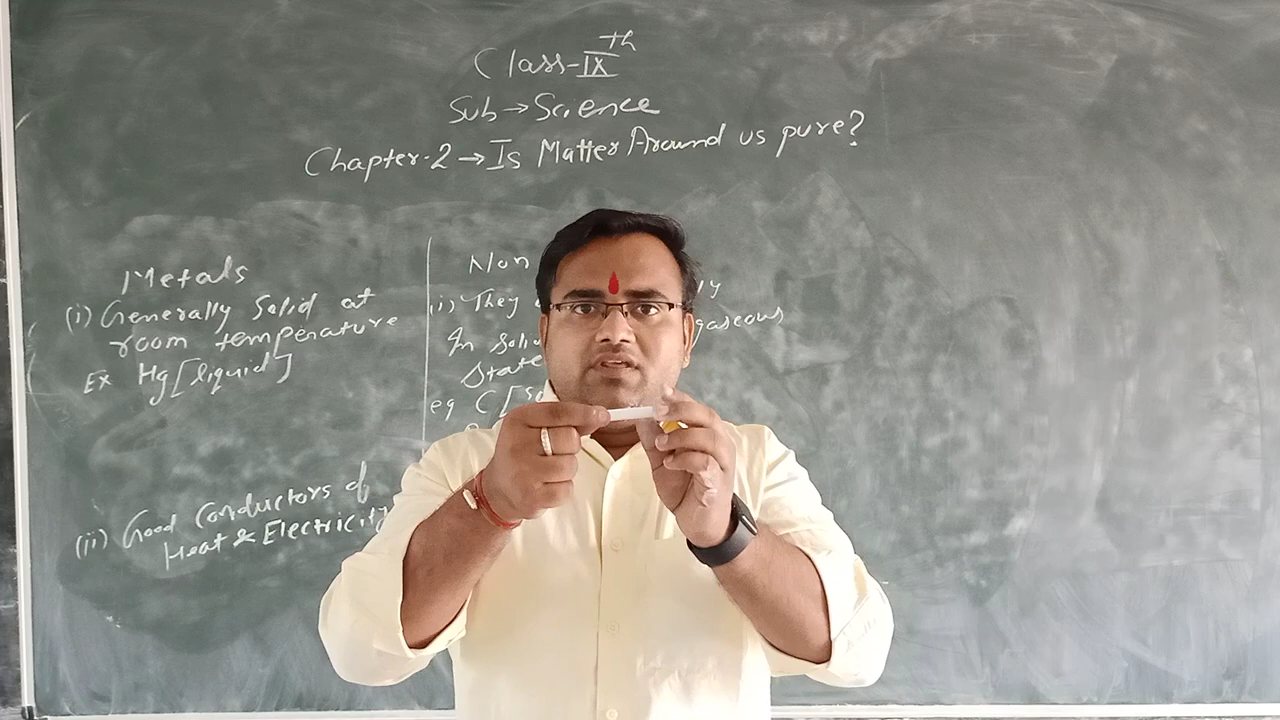 Class-IXth
Sub→Science
Chapter-2→Is Matter Around us pure?
Metals
(i) Generally Solid at
room temperature
Ex Hg[liquid]
(ii) Good Conductors of
Heat & Electricity
Non
(i) They
In Soli gaseous
State
eg C[So